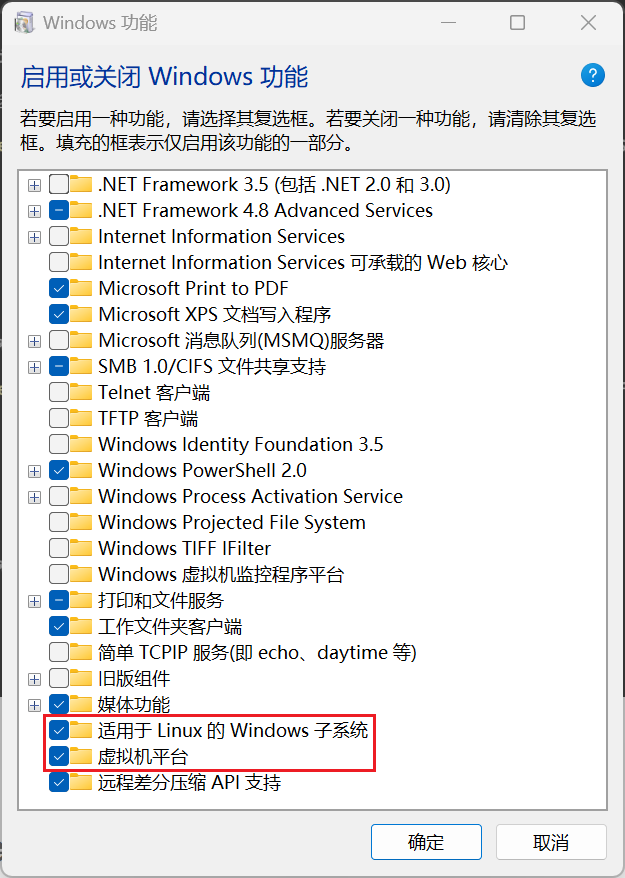 Windows 功能
启用或关闭 Windows 功能
?
若要启用一种功能，请选择其复选框。若要关闭一种功能，请清除其复选
框。填充的框表示仅启用该功能的一部分。
.NET Framework 3.5 (包括 .NET 2.0 和 3.0)
.NET Framework 4.8 Advanced Services
Internet Information Services
Internet Information Services 可承载的 Web 核心
Microsoft Print to PDF
Microsoft XPS 文档写入程序
Microsoft 消息队列(MSMQ)服务器
SMB 1.0/CIFS 文件共享支持
Telnet 客户端
TFTP 客户端
Windows Identity Foundation 3.5
Windows PowerShell 2.0
Windows Process Activation Service
Windows Projected File System
Windows TIFF IFilter
Windows 虚拟机监控程序平台
打印和文件服务
工作文件夹客户端
简单 TCPIP 服务(即 echo、daytime 等)
旧版组件
媒体功能
适用于 Linux 的 Windows 子系统
虚拟机平台
远程差分压缩 API 支持
确定
取消